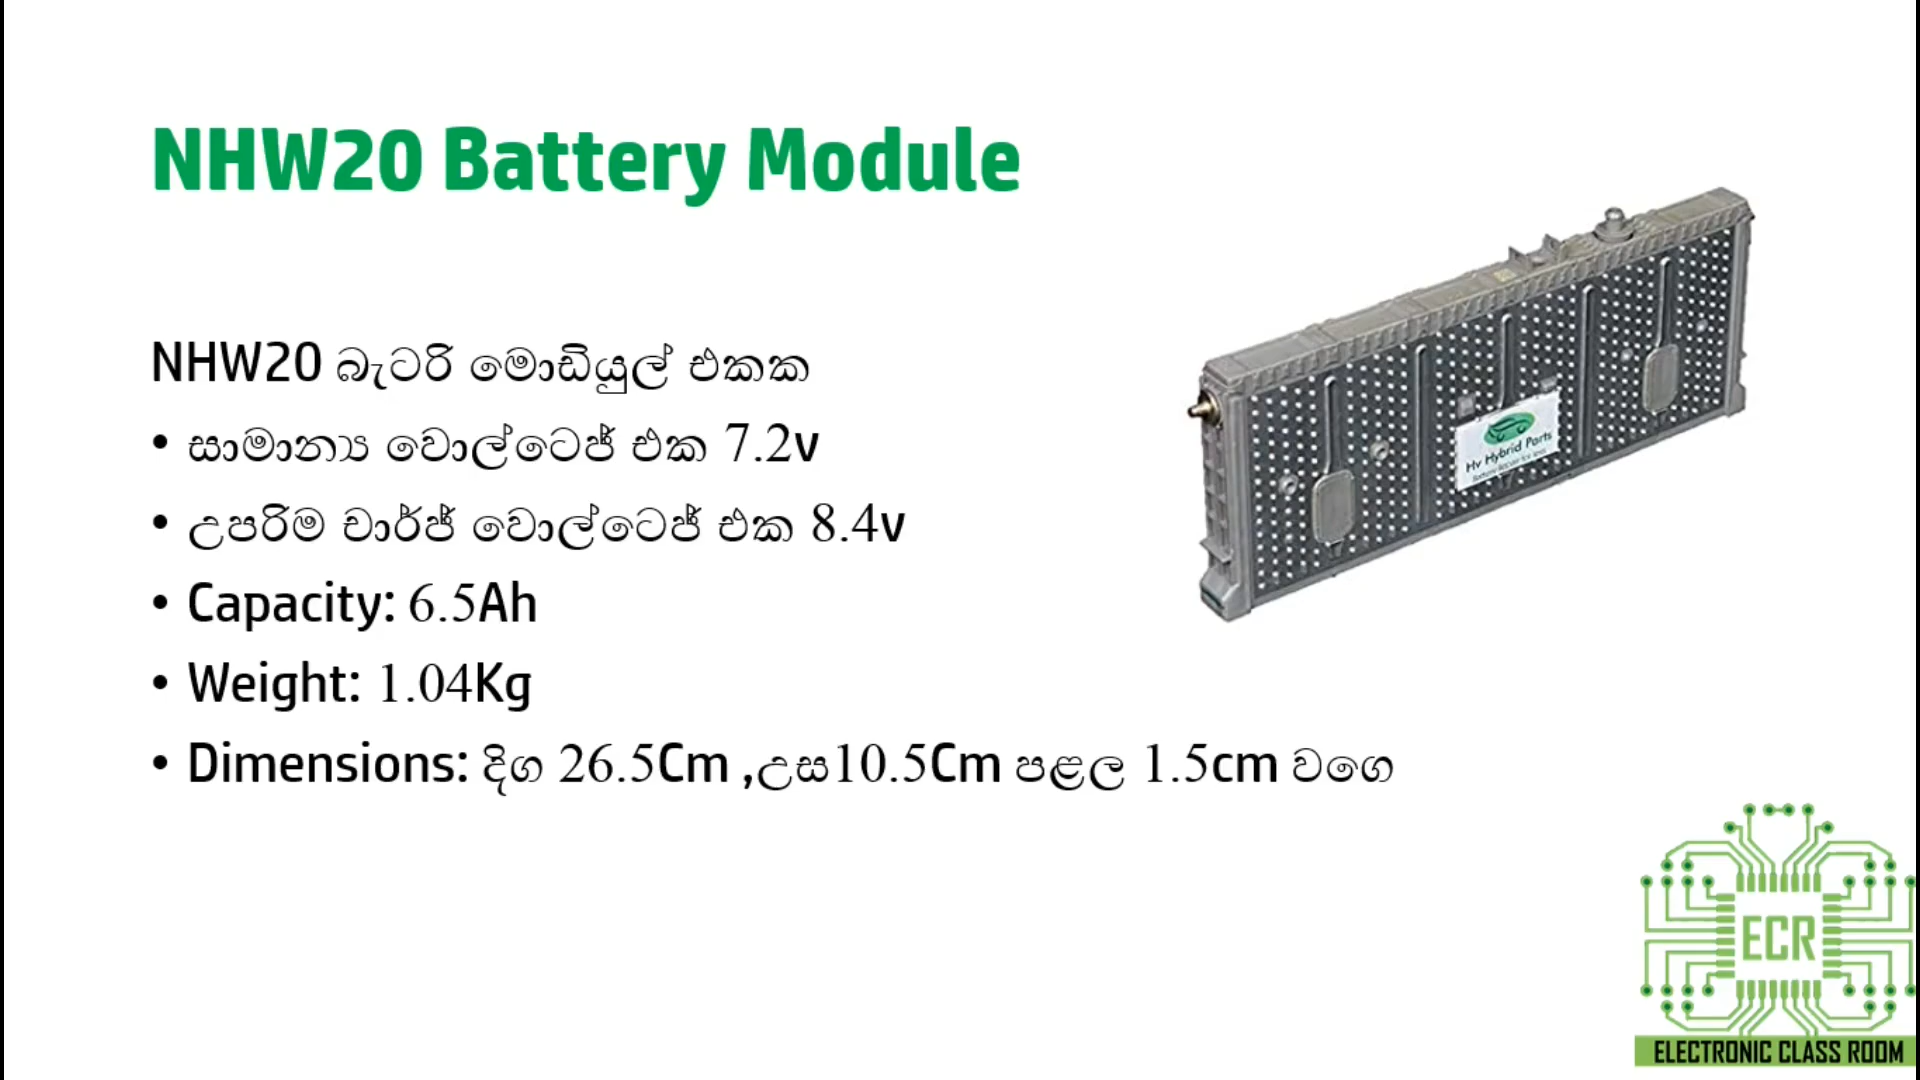 NHW20 Battery Module
NHW20 බැටරි මොඩියුල් එකක
• සාමාන්‍ය වොල්ටෙජ් එක 7.2v
• උපරිම චාර්ජ් වොල්ටෙජ් එක 8.4v
• Capacity: 6.5Ah
• Weight: 1.04Kg
• Dimensions: දිග 26.5Cm ,උස10.5Cm පළල 1.5cm වගෙ
Hv Hybrid Parts
ECR
ELECTRONIC CLASS ROOM